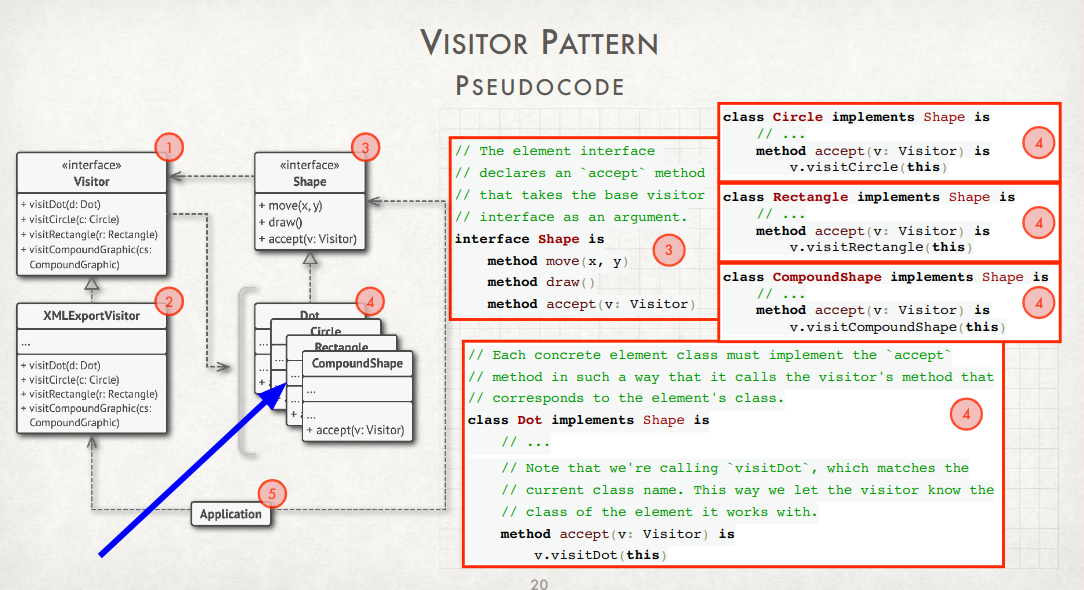 VISITOR PATTERN
PSEUDOCODE
1
«interface»
Visitor
+ visitDot(d: Dot)
+ visitCircle(c: Circle)
+ visitRectangle(r: Rectangle)
+ visitCompoundGraphic(cs:
CompoundGraphic)
2
XMLExportVisitor
...
+ visitDot(d: Dot)
+ visitCircle(c: Circle)
+ visitRectangle(r: Rectangle)
+ visitCompoundGraphic(cs:
CompoundGraphic)
3
«interface»
Shape
+ move(x, y)
+ draw()
+ accept(v: Visitor)
4
Dot
...
+
Circle
...
Rectangle
...
...
+ a
CompoundShape
...
...
+ accept(v: Visitor)
5
Application
// The element interface
// declares an `accept` method
// that takes the base visitor
// interface as an argument.
interface Shape is
method move(x, y)
method draw()
method accept(v: Visitor)
3
class Circle implements Shape is
// ...
method accept(v: Visitor) is
v.visitCircle(this)
4
class Rectangle implements Shape is
// ...
method accept(v: Visitor) is
v.visitRectangle(this)
4
class CompoundShape implements Shape is
// ...
method accept(v: Visitor) is
v.visitCompoundShape(this)
4
// Each concrete element class must implement the `accept`
// method in such a way that it calls the visitor's method that
// corresponds to the element's class.
class Dot implements Shape is
// ...
// Note that we're calling `visitDot`, which matches the
// current class name. This way we let the visitor know the
// class of the element it works with.
method accept(v: Visitor) is
v.visitDot(this)
4
20